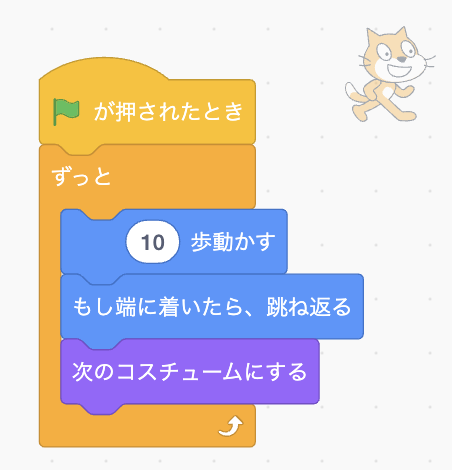 が押されたとき
ずっと
10 歩動かす
もし端に着いたら、跳ね返る
次のコスチュームにする